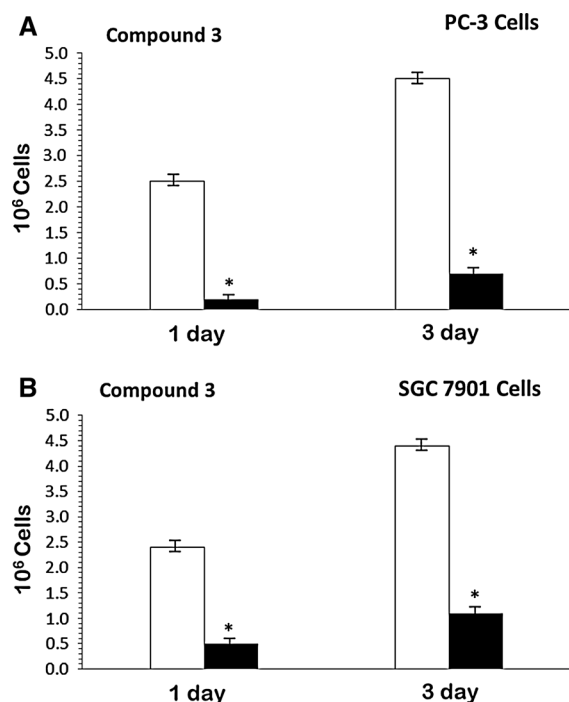 A
Compound 3
PC-3 Cells
10⁶ Cells
5.0
4.5
4.0
3.5
3.0
2.5
2.0
1.5
1.0
0.5
0.0
*
*
1 day
3 day
B
Compound 3
SGC 7901 Cells
10⁶ Cells
5.0
4.5
4.0
3.5
3.0
2.5
2.0
1.5
1.0
0.5
0.0
*
*
1 day
3 day